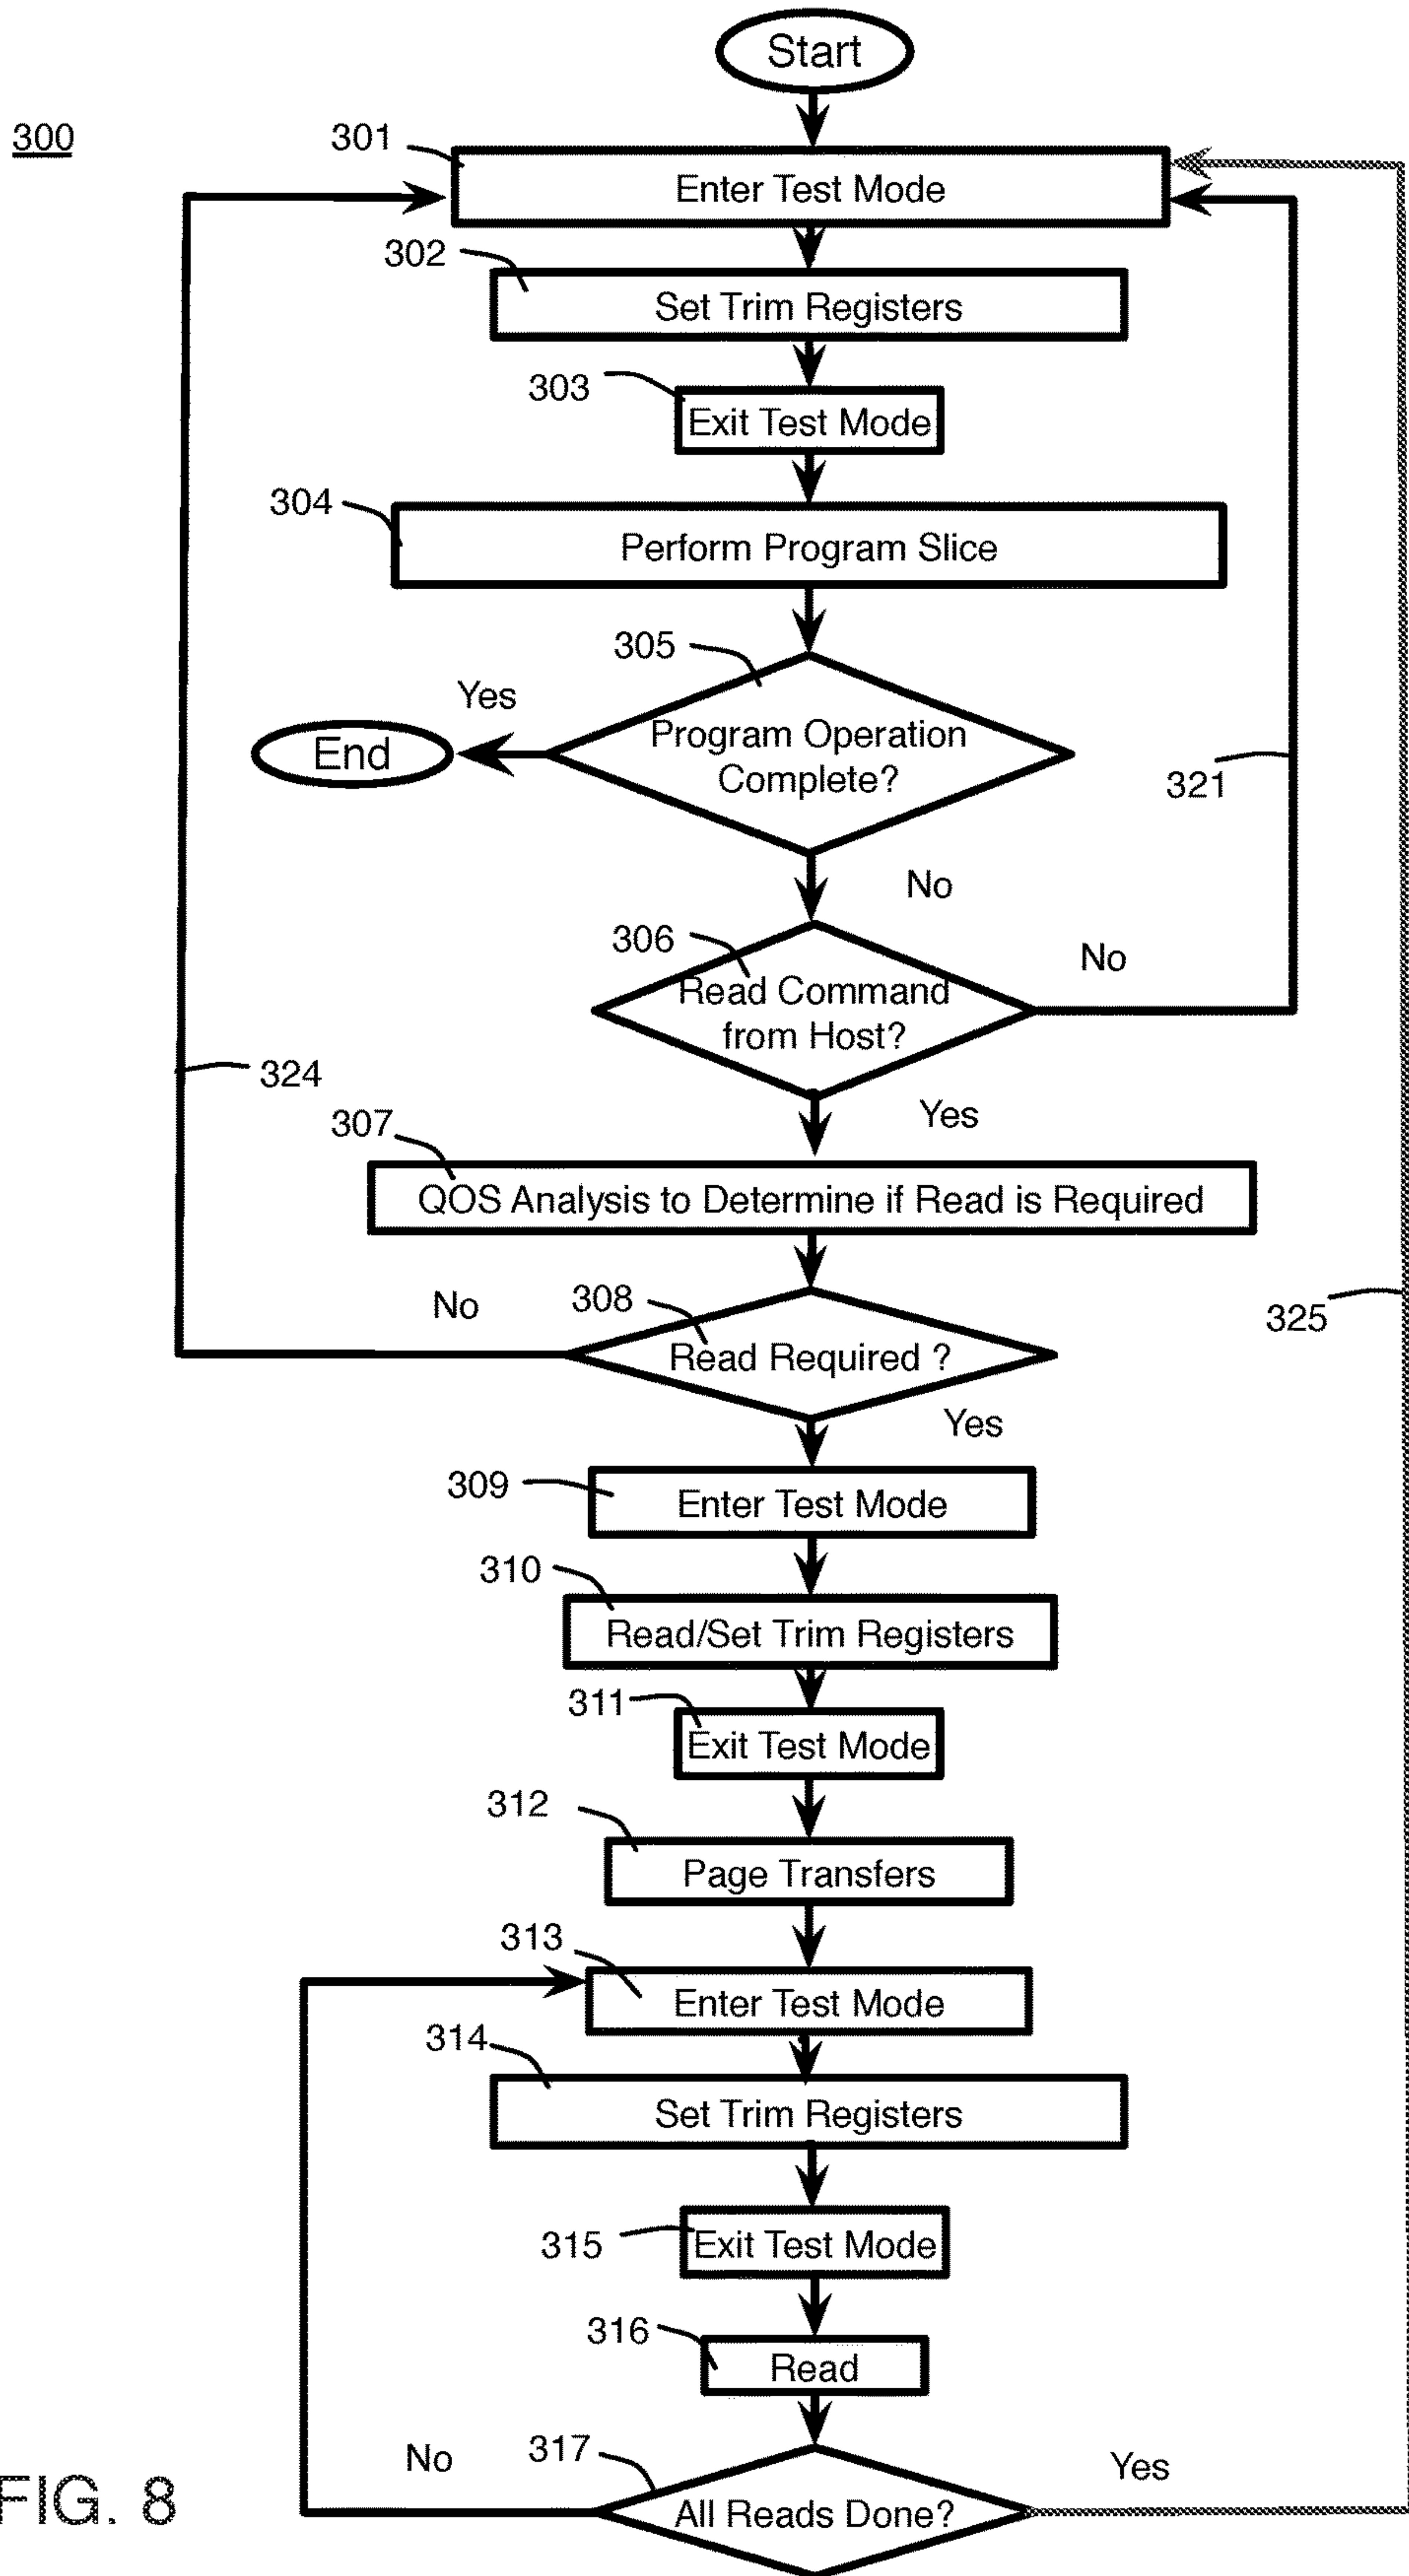 Start
300
301
Enter Test Mode
302
Set Trim Registers
303
Exit Test Mode
304
Perform Program Slice
305
Yes
Program Operation
Complete?
End
321
No
306
No
Read Command
from Host?
324
Yes
307
QOS Analysis to Determine if Read is Required
No
308
325
Read Required ?
Yes
309
Enter Test Mode
310
Read/Set Trim Registers
311
Exit Test Mode
312
Page Transfers
313
Enter Test Mode
314
Set Trim Registers
315
Exit Test Mode
316
Read
317
No
Yes
All Reads Done?
FIG. 8